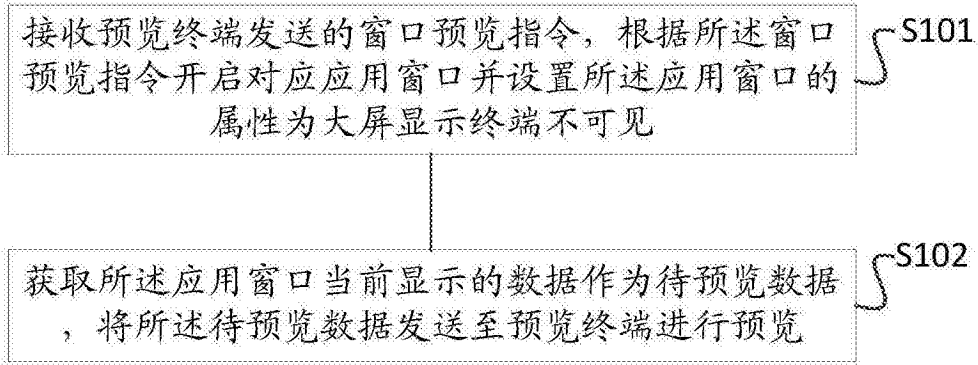 接收预览终端发送的窗口预览指令，根据所述窗口
预览指令开启对应应用窗口并设置所述应用窗口的
属性为大屏显示终端不可见
S101
获取所述应用窗口当前显示的数据作为待预览数据
，将所述待预览数据发送至预览终端进行预览
S102